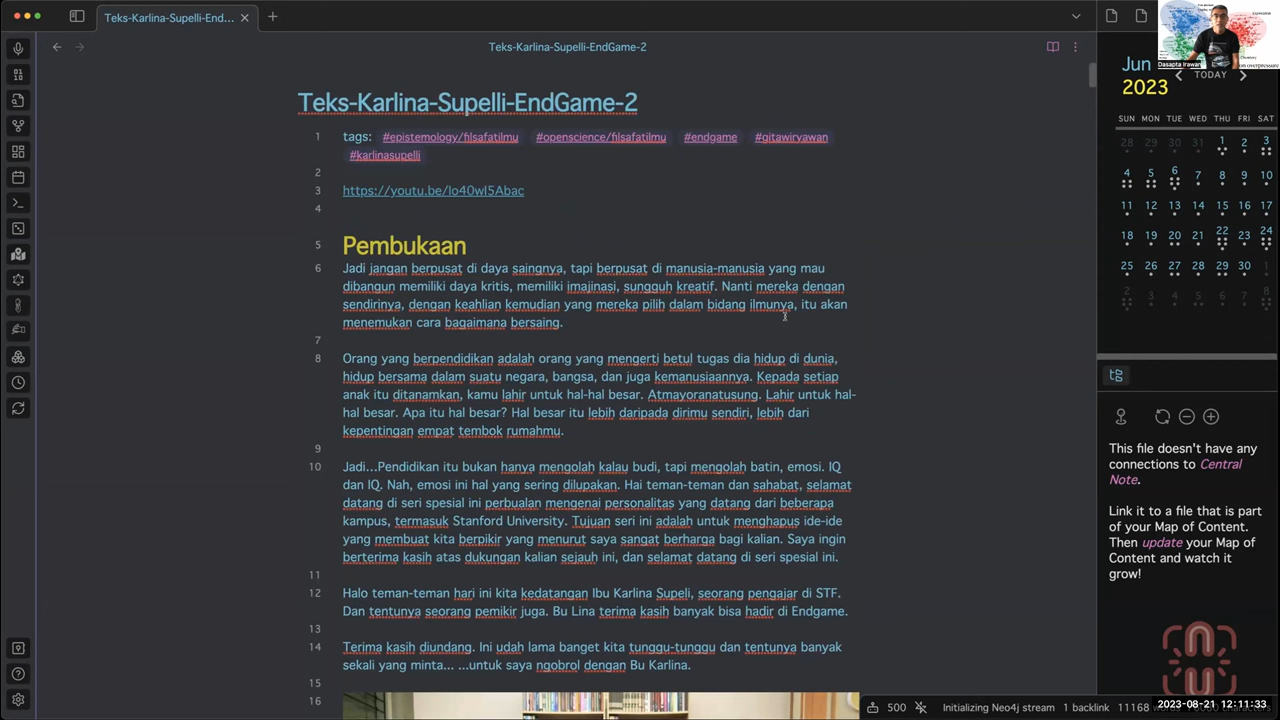 Teks-Karlina-Supelli-End...
Teks-Karlina-Supelli-EndGame-2
Dasapta Irawan
Jun
2023
TODAY
SUN MON TUE WED THU FRI SAT
28 29 30 31 1 2 3
4 5 6 7 8 9 10
11 12 13 14 15 16 17
18 19 20 21 22 23 24
25 26 27 28 29 30 1
2 3 4 5 6 7 8
Teks-Karlina-Supelli-EndGame-2
1 tags: #epistemology/filsafatilmu #openscience/filsafatilmu #endgame #gitawiryawan
#karlinasupelli
2
3 https://youtu.be/lo40wI5Abac
4
5 Pembukaan
6 Jadi jangan berpusat di daya saingnya, tapi berpusat di manusia-manusia yang mau
dibangun memiliki daya kritis, memiliki imajinasi, sungguh kreatif. Nanti mereka dengan
sendirinya, dengan keahlian kemudian yang mereka pilih dalam bidang ilmunya, itu akan
menemukan cara bagaimana bersaing.
7
8 Orang yang berpendidikan adalah orang yang mengerti betul tugas dia hidup di dunia,
hidup bersama dalam suatu negara, bangsa, dan juga kemanusiaannya. Kepada setiap
anak itu ditanamkan, kamu lahir untuk hal-hal besar. Atmayoranatusung. Lahir untuk hal-
hal besar. Apa itu hal besar? Hal besar itu lebih daripada dirimu sendiri, lebih dari
kepentingan empat tembok rumahmu.
9
10 Jadi...Pendidikan itu bukan hanya mengolah kalau budi, tapi mengolah batin, emosi. IQ
dan IQ. Nah, emosi ini hal yang sering dilupakan. Hai teman-teman dan sahabat, selamat
datang di seri spesial ini perbualan mengenai personalitas yang datang dari beberapa
kampus, termasuk Stanford University. Tujuan seri ini adalah untuk menghapus ide-ide
yang membuat kita berpikir yang menurut saya sangat berharga bagi kalian. Saya ingin
berterima kasih atas dukungan kalian sejauh ini, dan selamat datang di seri spesial ini.
11
12 Halo teman-teman hari ini kita kedatangan Ibu Karlina Supeli, seorang pengajar di STF.
Dan tentunya seorang pemikir juga. Bu Lina terima kasih banyak bisa hadir di Endgame.
13
14 Terima kasih diundang. Ini udah lama banget kita tunggu-tunggu dan tentunya banyak
sekali yang minta... ...untuk saya ngobrol dengan Bu Karlina.
15
16
This file doesn't have any
connections to Central
Note.
Link it to a file that is part
of your Map of Content.
Then update your Map of
Content and watch it
grow!
500 Initializing Neo4j stream 1 backlink 11168 words
2023-08-21 12:11:33